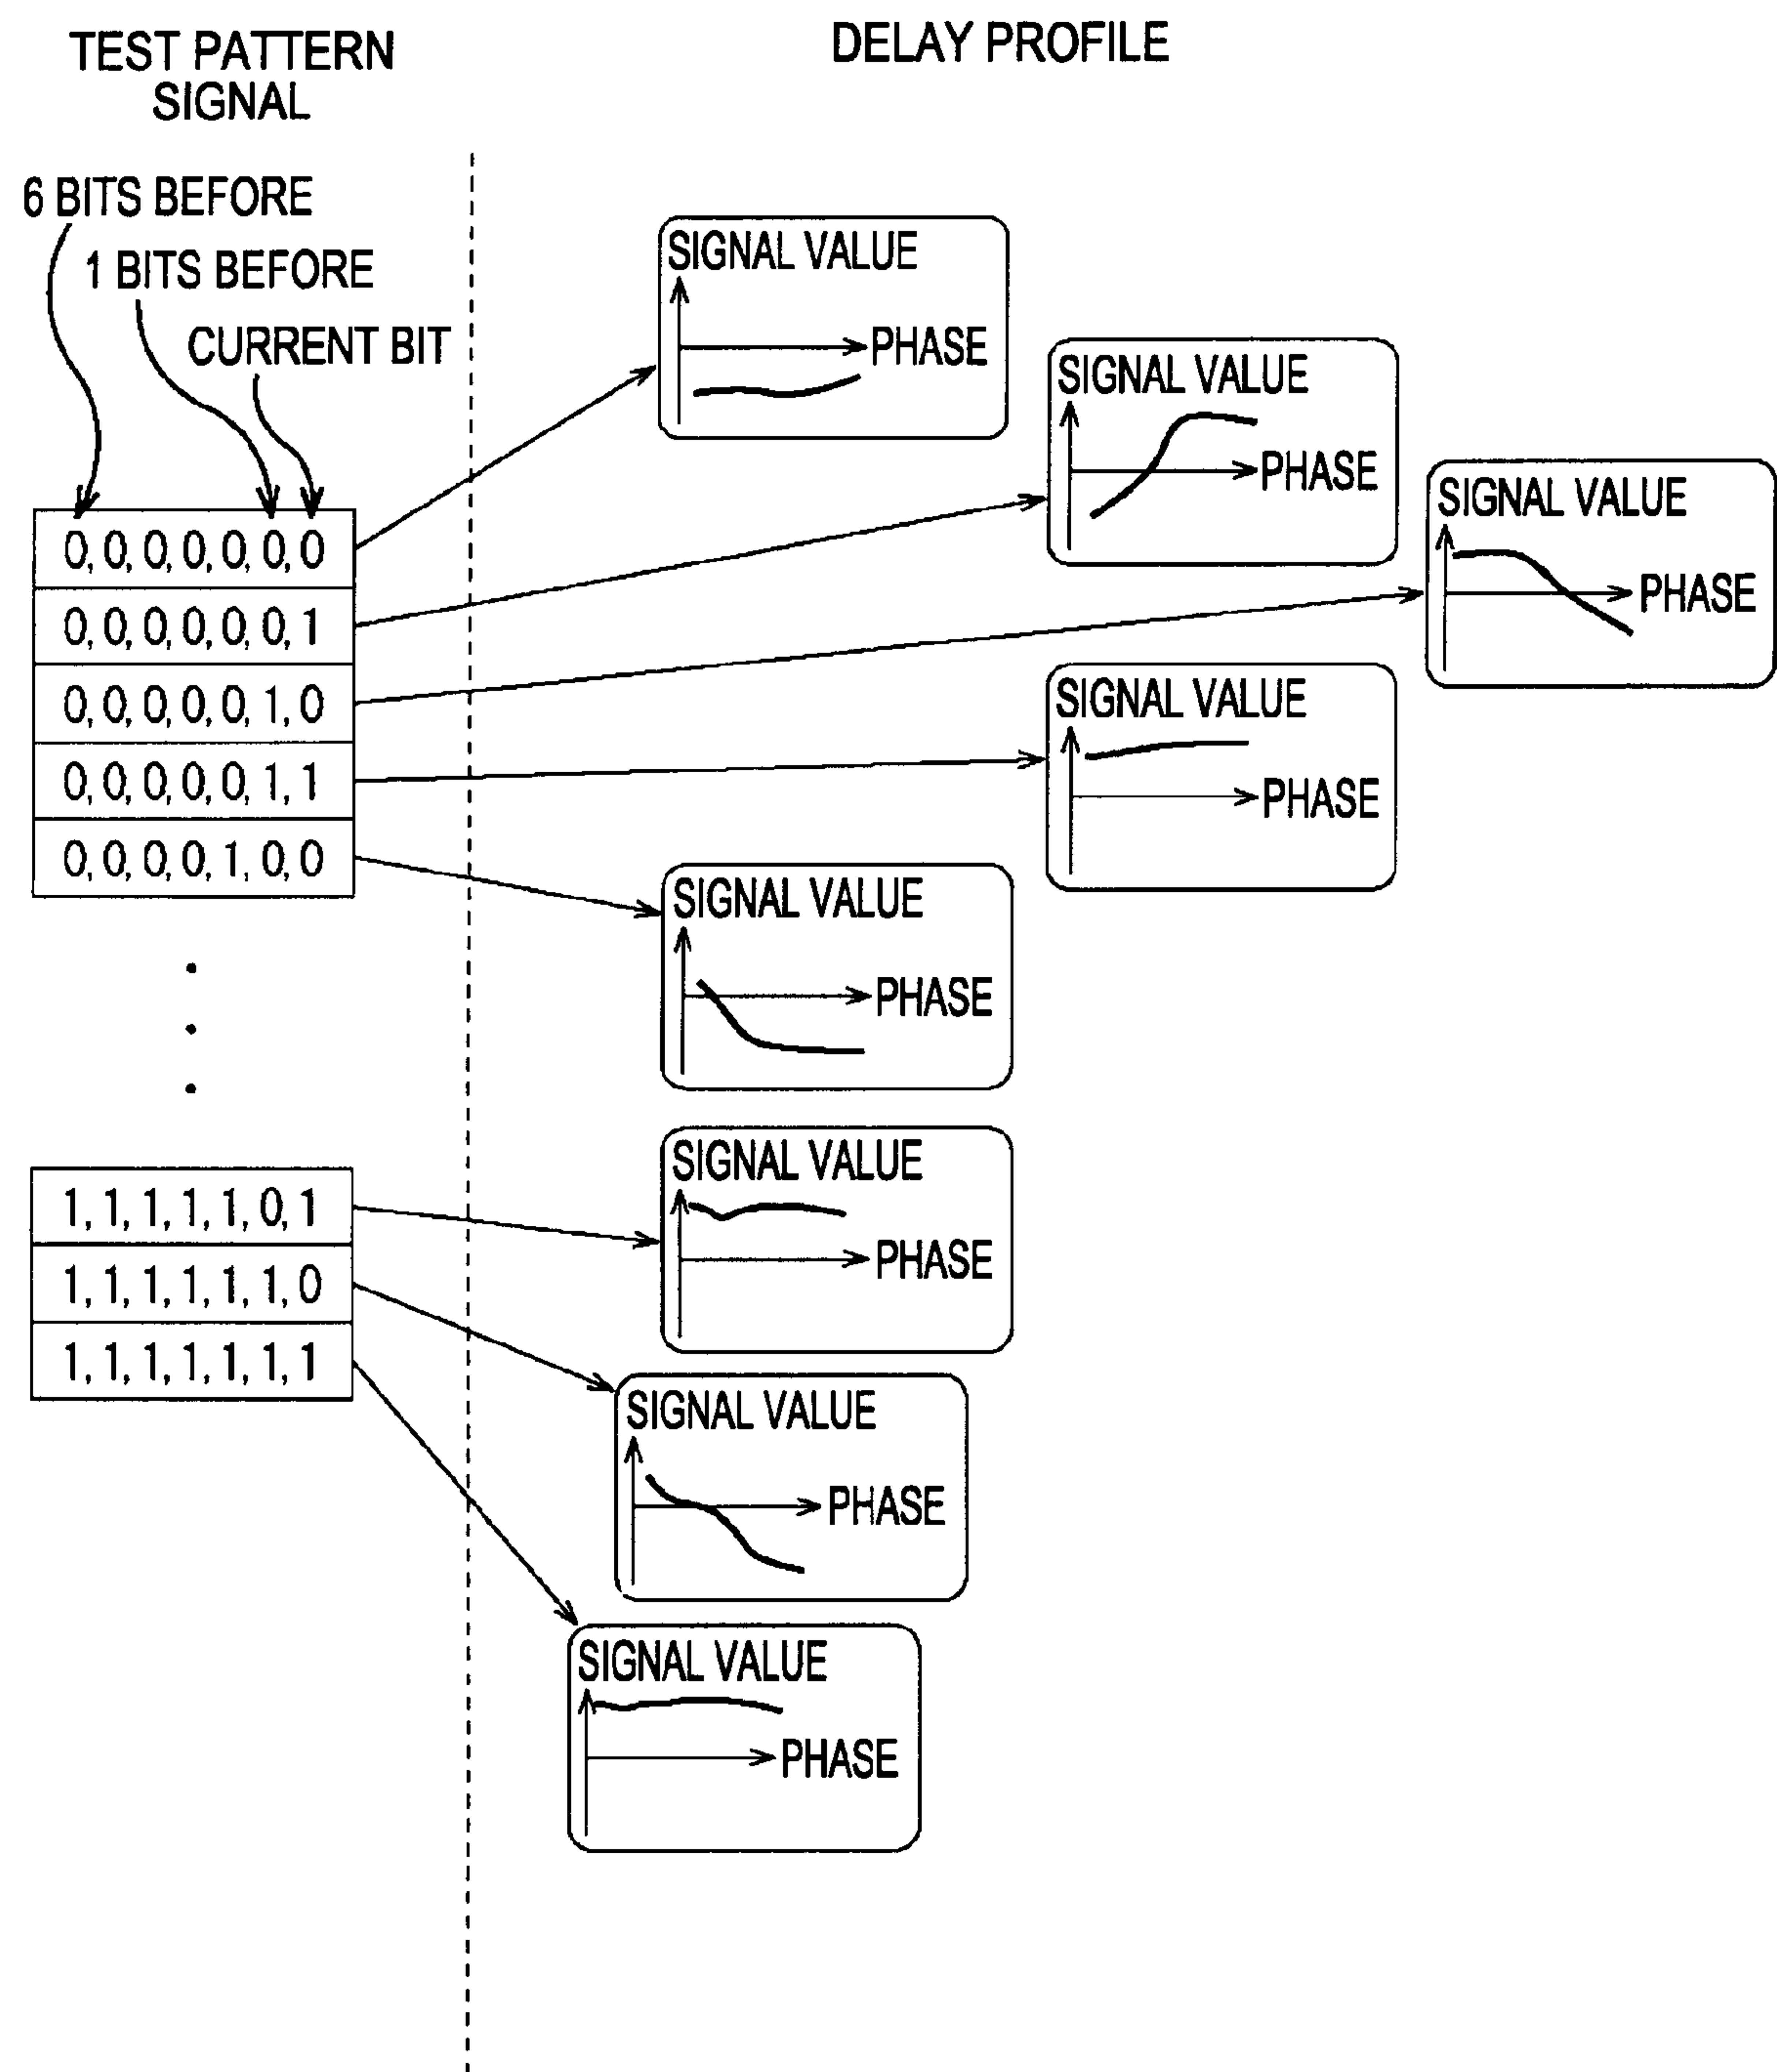 TEST PATTERN
SIGNAL
DELAY PROFILE
6 BITS BEFORE
1 BITS BEFORE
CURRENT BIT
0, 0, 0, 0, 0, 0, 0
0, 0, 0, 0, 0, 0, 1
0, 0, 0, 0, 0, 1, 0
0, 0, 0, 0, 0, 1, 1
0, 0, 0, 0, 1, 0, 0
1, 1, 1, 1, 1, 0, 1
1, 1, 1, 1, 1, 1, 0
1, 1, 1, 1, 1, 1, 1
SIGNAL VALUE
PHASE
SIGNAL VALUE
PHASE
SIGNAL VALUE
PHASE
SIGNAL VALUE
PHASE
SIGNAL VALUE
PHASE
SIGNAL VALUE
PHASE
SIGNAL VALUE
PHASE
SIGNAL VALUE
PHASE